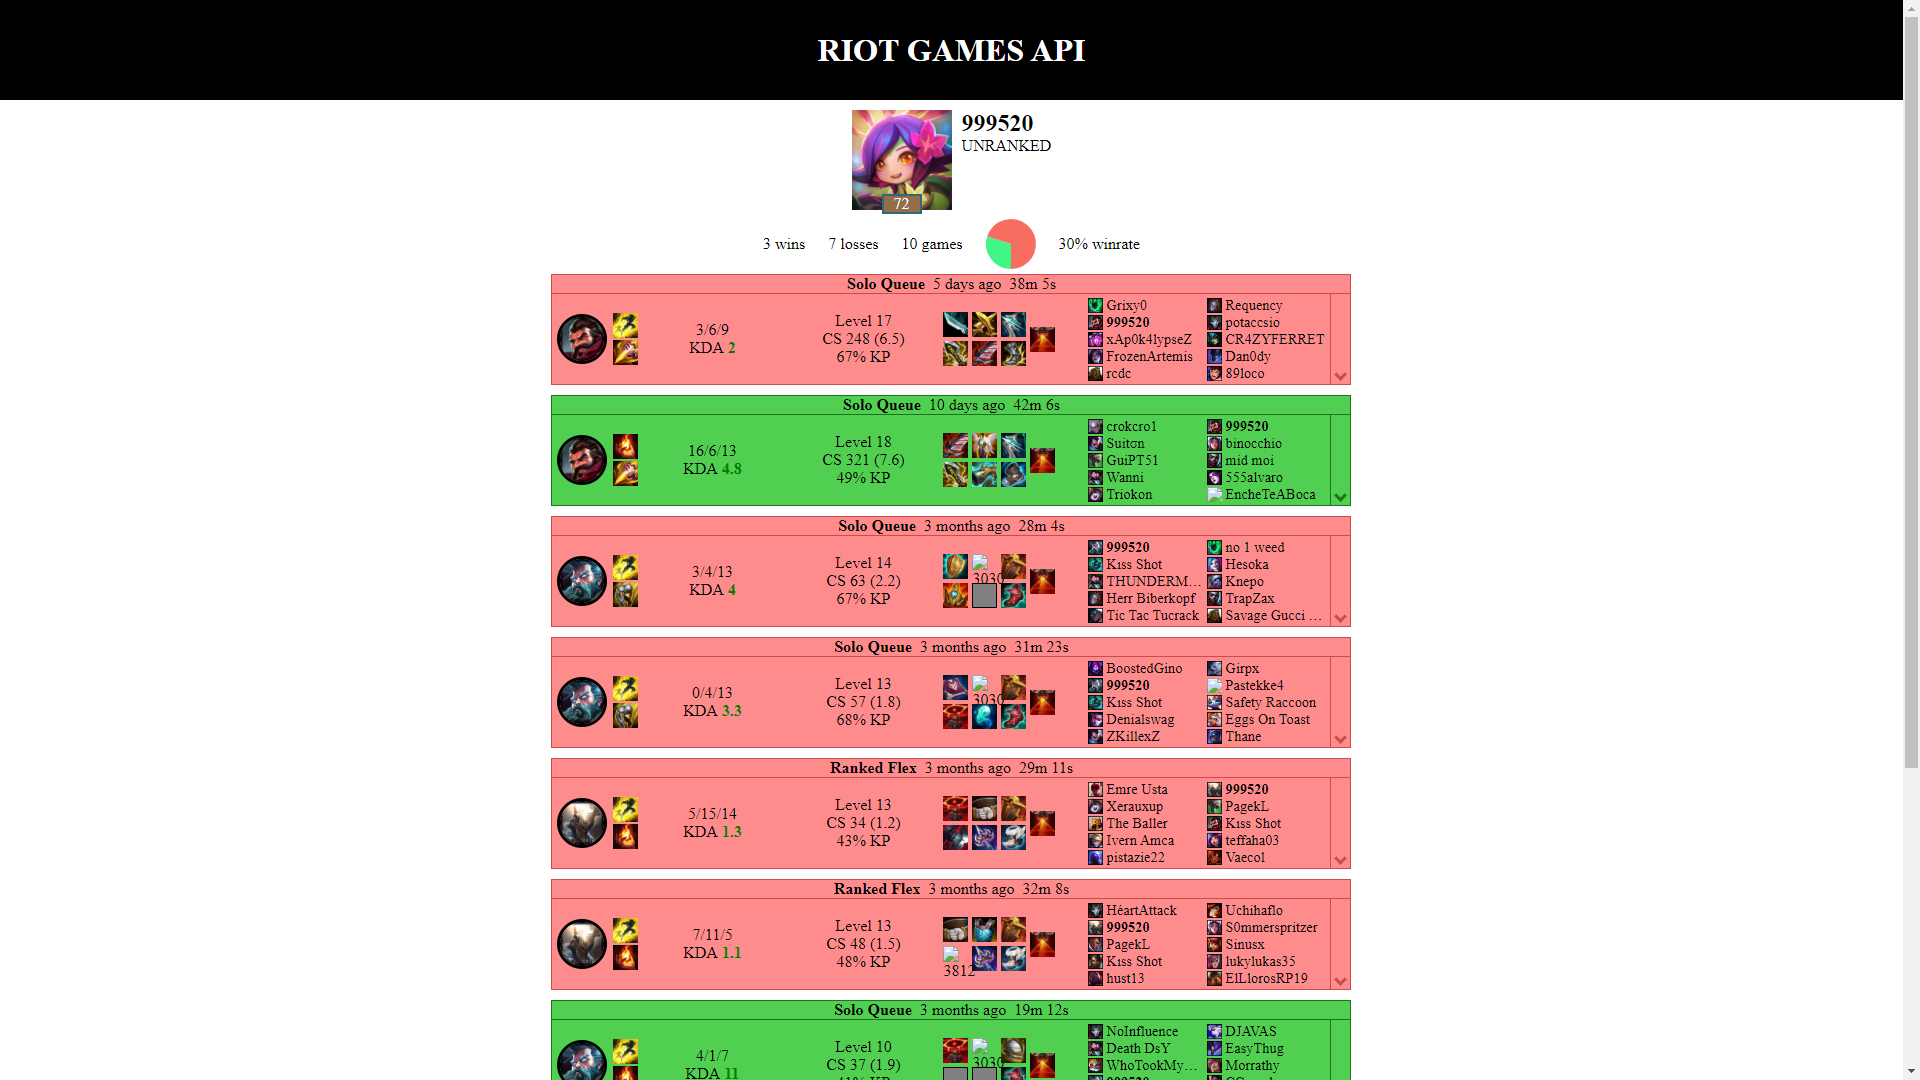 RIOT GAMES API
999520
UNRANKED
72
3 wins 7 losses 10 games 30% winrate
Solo Queue 5 days ago 38m 5s
3/6/9
KDA 2
Level 17
CS 248 (6.5)
67% KP
Grixy0 Requency
999520 potaccsio
xAp0k4lypseZ CR4ZYFERRET
FrozenArtemis Dan0dy
rcdc 89loco
Solo Queue 10 days ago 42m 6s
16/6/13
KDA 4.8
Level 18
CS 321 (7.6)
49% KP
crokcro1 999520
Suitσn binocchio
GuiPT51 mid moi
Wanni 555alvaro
Triokon EncheTeABoca
Solo Queue 3 months ago 28m 4s
3/4/13
KDA 4
Level 14
CS 63 (2.2)
67% KP
3030
999520 no 1 weed
Kıss Shot Hesoka
THUNDERM... Knepo
Herr Biberkopf TrapZax
Tic Tac Tucrack Savage Gucci ...
Solo Queue 3 months ago 31m 23s
0/4/13
KDA 3.3
Level 13
CS 57 (1.8)
68% KP
3030
BoostedGino Girpx
999520 Pastekke4
Kıss Shot Safety Raccoon
Denialswag Eggs On Toast
ZKillexZ Thane
Ranked Flex 3 months ago 29m 11s
5/15/14
KDA 1.3
Level 13
CS 34 (1.2)
43% KP
Emre Usta 999520
Xerauxup PagekL
The Baller Kıss Shot
Ivern Amca teffaha03
pistazie22 Vaecol
Ranked Flex 3 months ago 32m 8s
7/11/5
KDA 1.1
Level 13
CS 48 (1.5)
48% KP
3812
HéartAttack Uchihaflo
999520 S0mmerspritzer
PagekL Sinusx
Kıss Shot lukylukas35
hust13 ElLlorosRP19
Solo Queue 3 months ago 19m 12s
4/1/7
KDA 11
Level 10
CS 37 (1.9)
3030
NoInfluence DJAVAS
Death DsY EasyThug
WhoTookMy... Morrathy